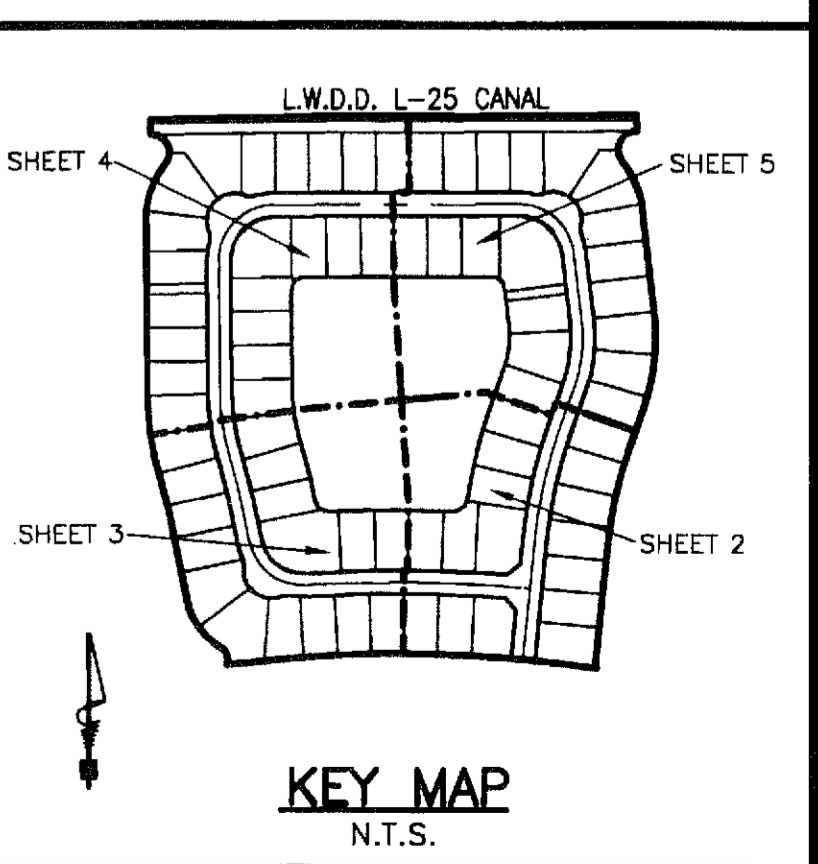 L.W.D.D. L-25 CANAL
SHEET 4
SHEET 5
SHEET 3
SHEET 2
KEY MAP
N.T.S.